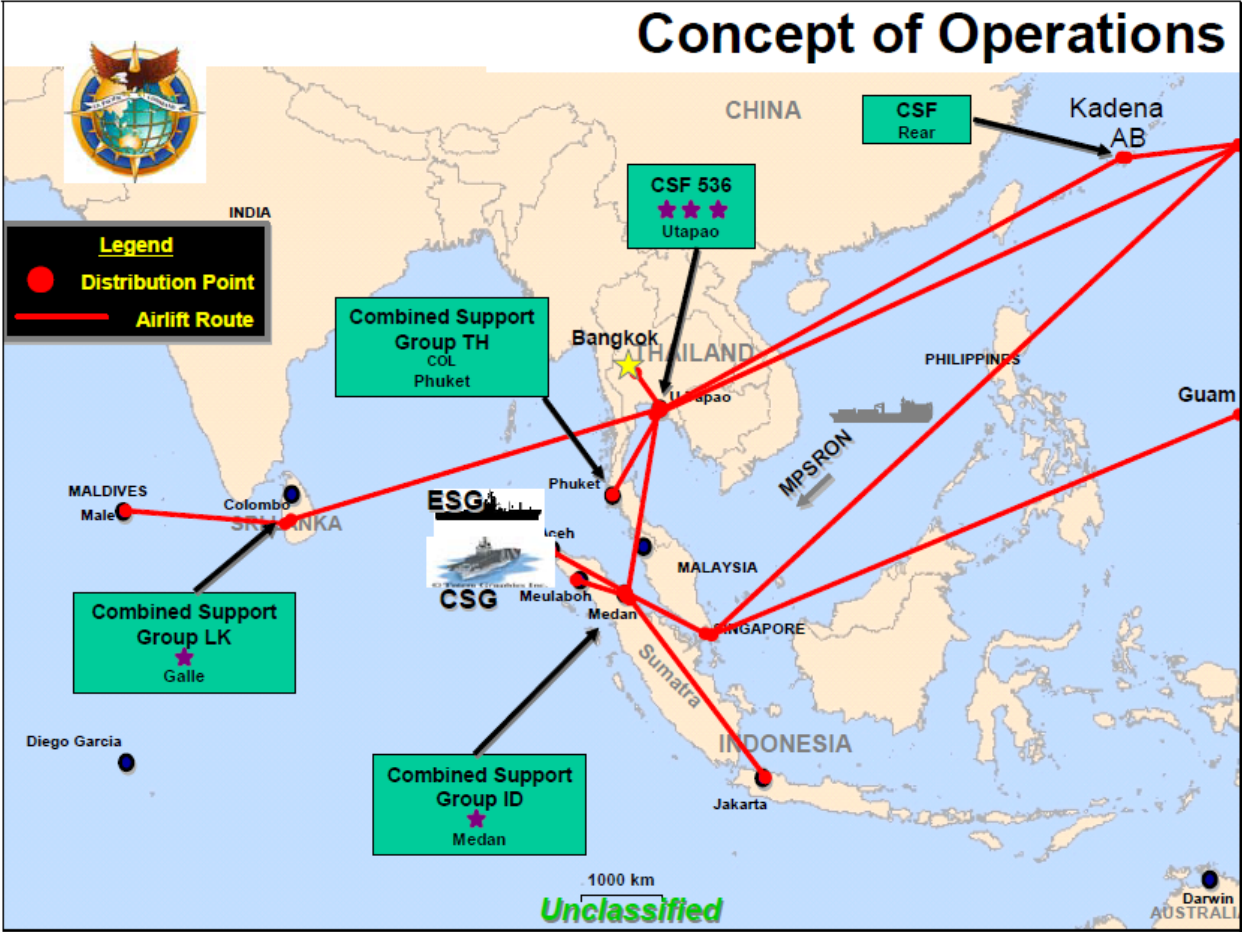 Concept of Operations
U.S. PACIFIC COMMAND
CHINA
CSF
Rear
Kadena
AB
CSF 536
Utapao
INDIA
Legend
Distribution Point
Airlift Route
Combined Support
Group TH
COL
Phuket
Bangkok
THAILAND
PHILIPPINES
U-Tapao
Guam
MPSRON
Phuket
MALDIVES
Male
Colombo
SRI LANKA
ESG
Aceh
MALAYSIA
CSG
Meulaboh
Medan
SINGAPORE
Combined Support
Group LK
Galle
Sumatra
Diego Garcia
INDONESIA
Combined Support
Group ID
Medan
Jakarta
1000 km
Unclassified
Darwin
AUSTRALIA